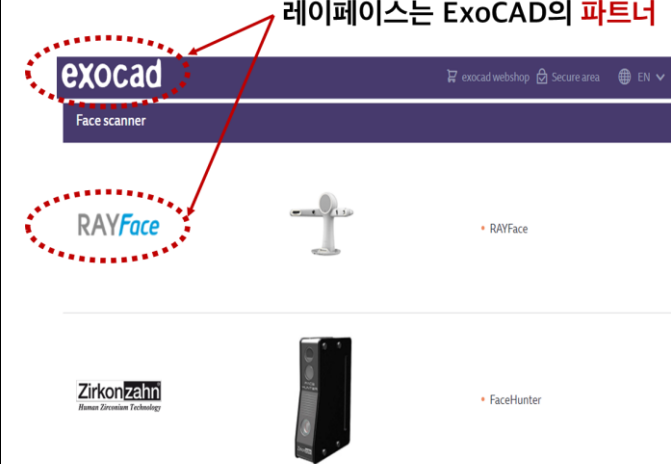 레이페이스는 ExoCAD의 파트너
exocad
exocad webshop Secure area EN
Face scanner
RAYFace
• RAYFace
Zirkonzahn
Human Zirconium Technology
• FaceHunter